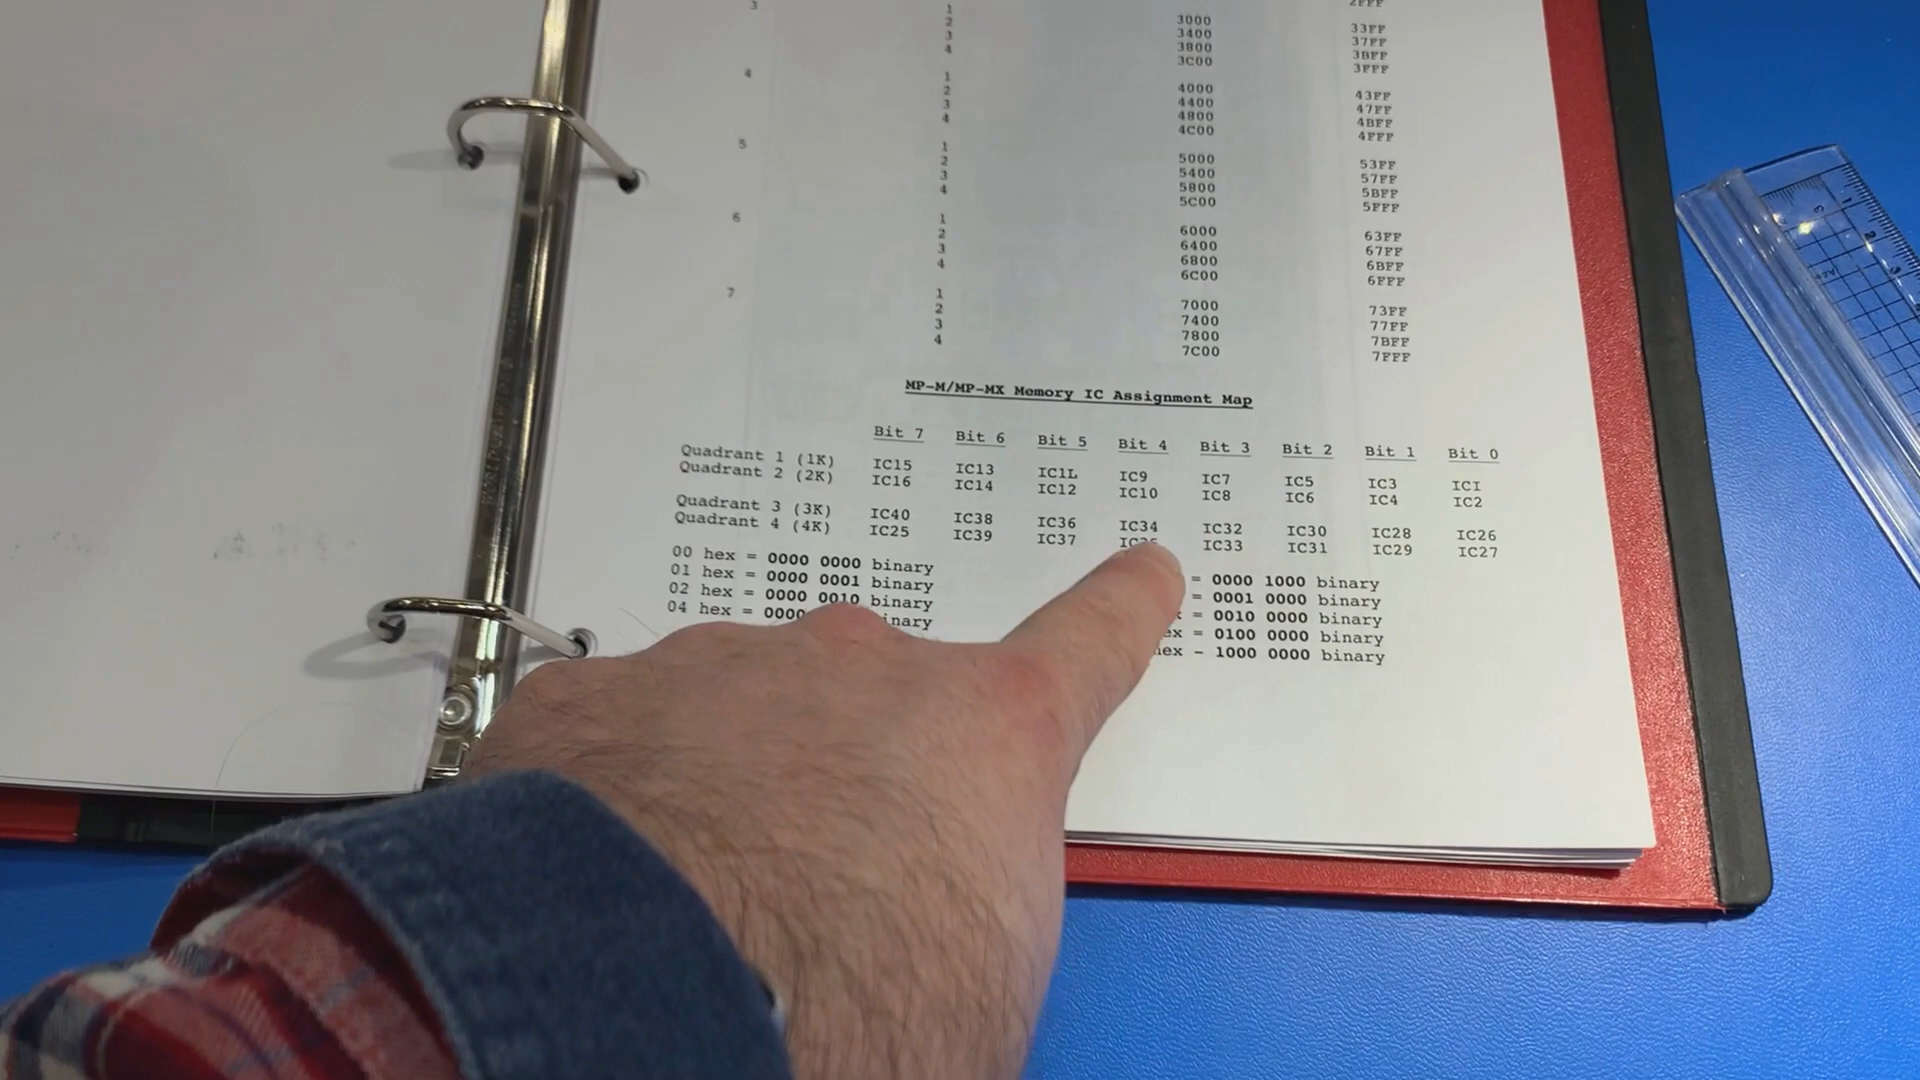 3 1 2FFF
2 3000 33FF
3 3400 37FF
4 3800 3BFF
3C00 3FFF
4 1
2 4000 43FF
3 4400 47FF
4 4800 4BFF
4C00 4FFF
5 1
2 5000 53FF
3 5400 57FF
4 5800 5BFF
5C00 5FFF
6 1
2 6000 63FF
3 6400 67FF
4 6800 6BFF
6C00 6FFF
7 1
2 7000 73FF
3 7400 77FF
4 7800 7BFF
7C00 7FFF
MP-M/MP-MX Memory IC Assignment Map
Bit 7 Bit 6 Bit 5 Bit 4 Bit 3 Bit 2 Bit 1 Bit 0
Quadrant 1 (1K) IC15 IC13 IC1L IC9 IC7 IC5 IC3 ICI
Quadrant 2 (2K) IC16 IC14 IC12 IC10 IC8 IC6 IC4 IC2
Quadrant 3 (3K) IC40 IC38 IC36 IC34 IC32 IC30 IC28 IC26
Quadrant 4 (4K) IC25 IC39 IC37 IC33 IC31 IC29 IC27
00 hex = 0000 0000 binary = 0000 1000 binary
01 hex = 0000 0001 binary = 0001 0000 binary
02 hex = 0000 0010 binary = 0010 0000 binary
04 hex = 0000 = 0100 0000 binary
hex - 1000 0000 binary